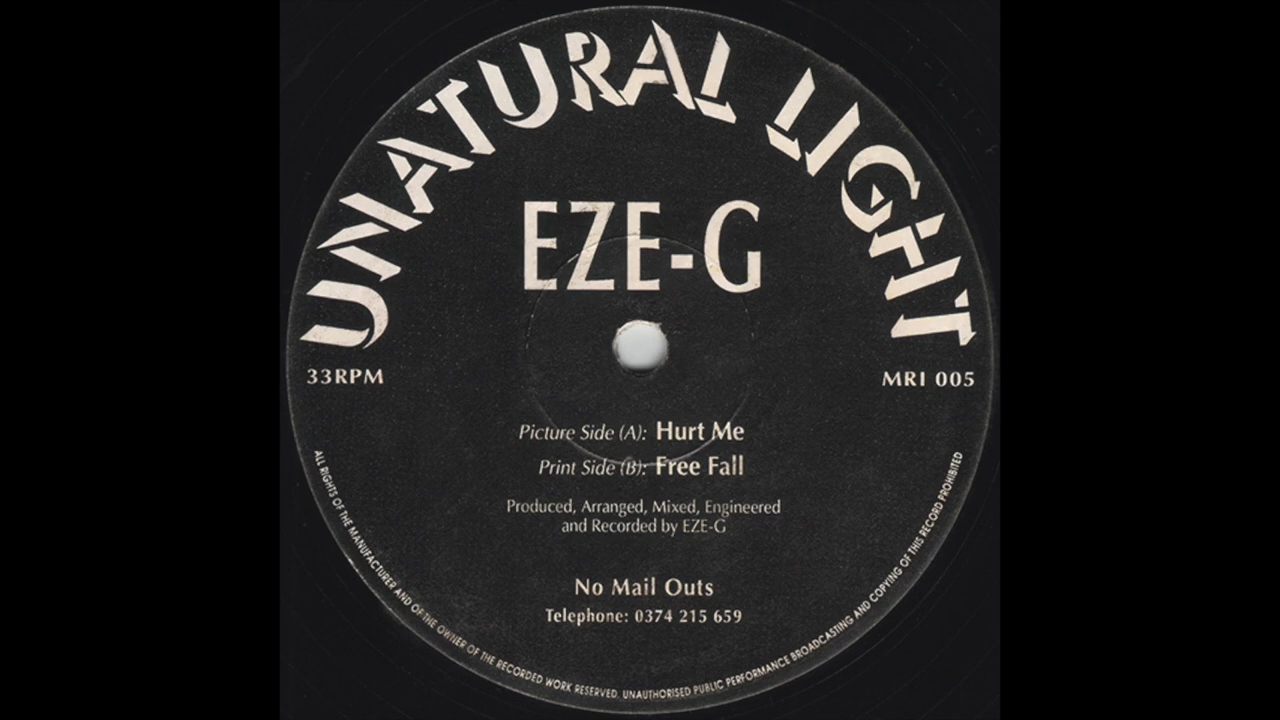 UNATURAL LIGHT
EZE-G
33RPM
MRI 005
Picture Side (A): Hurt Me
Print Side (B): Free Fall
Produced, Arranged, Mixed, Engineered
and Recorded by EZE-G
No Mail Outs
Telephone: 0374 215 659
ALL RIGHTS OF THE MANUFACTURER AND OF THE OWNER OF THE RECORDED WORK RESERVED. UNAUTHORISED PUBLIC PERFORMANCE BROADCASTING AND COPYING OF THIS RECORD PROHIBITED